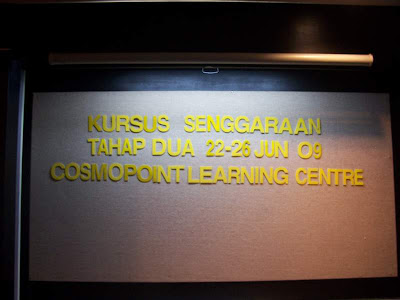 KURSUS SENGGARAAN
TAHAP DUA 22-26 JUN 09
COSMOPOINT LEARNING CENTRE